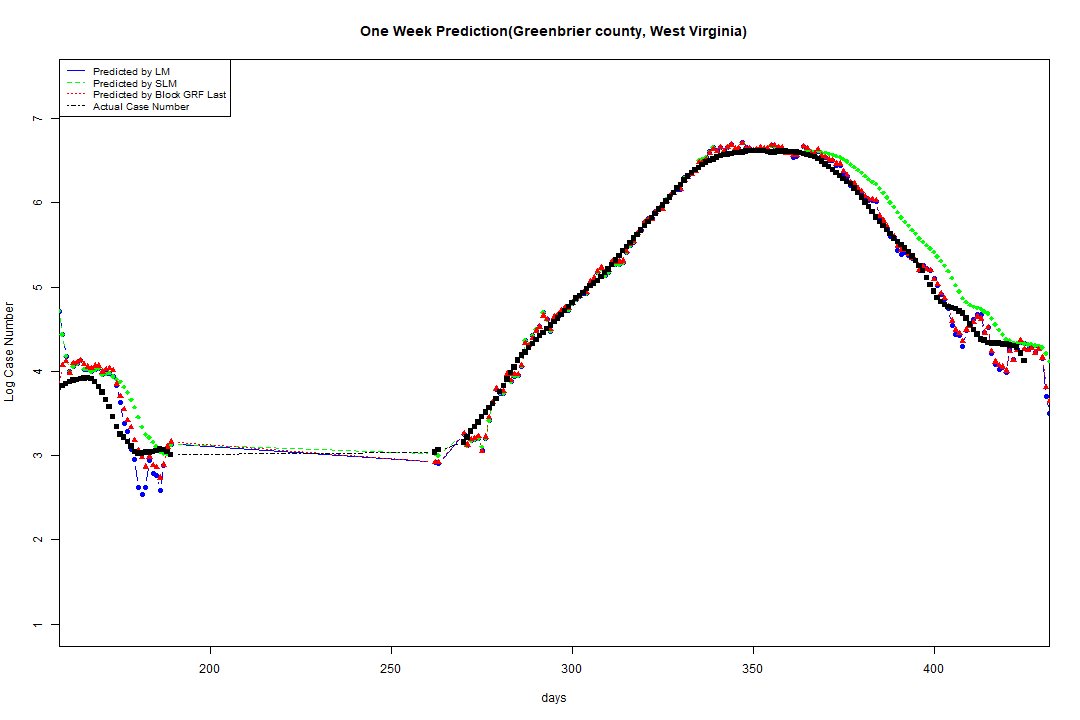 One Week Prediction(Greenbrier county, West Virginia)
Predicted by LM
Predicted by SLM
Predicted by Block GRF Last
Actual Case Number
7
6
5
4
3
2
1
Log Case Number
200
250
300
350
400
days